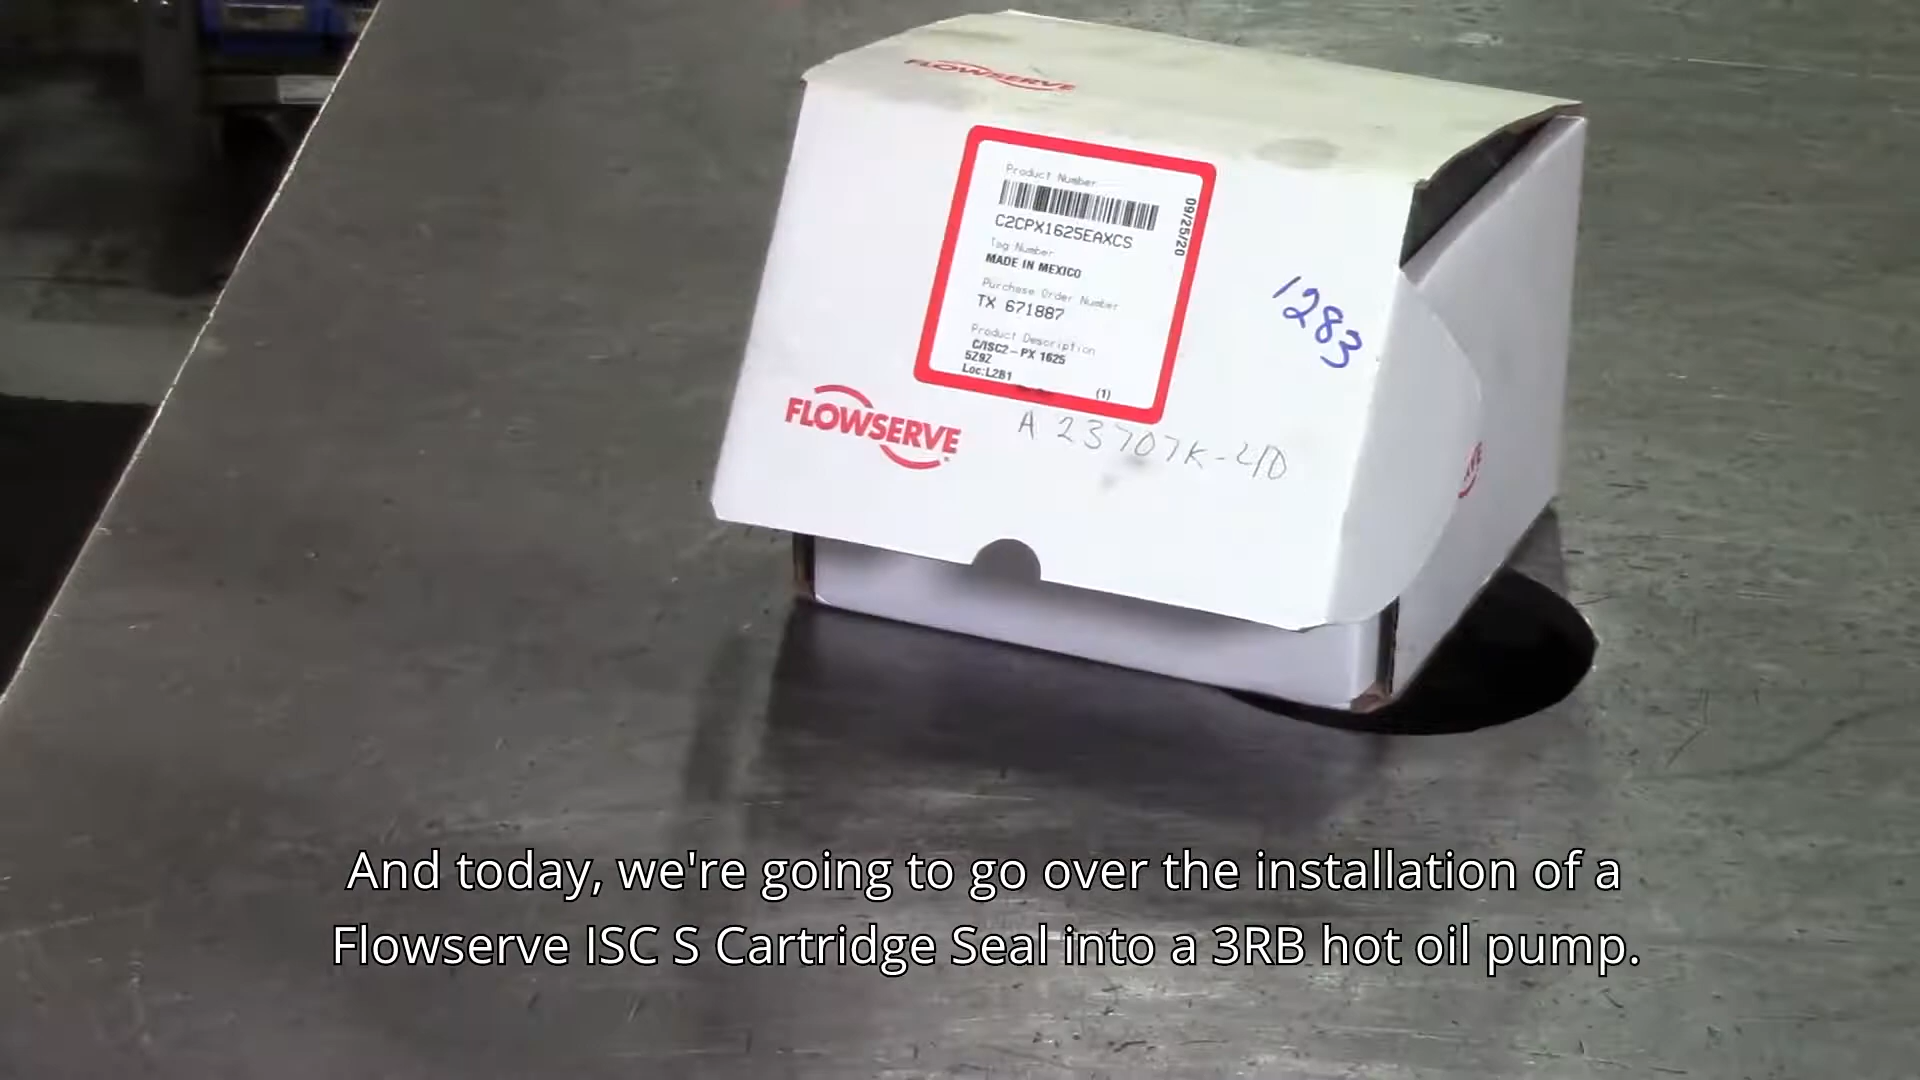 FLOWSERVE
Product Number
C2CPX1625EAXCS
09/25/20
Tag Number
MADE IN MEXICO
Purchase Order Number
TX 671887
Product Description
C/ISC2-PX 1625
5Z9Z
Loc:L2B1
(1)
1283
FLOWSERVE
A 23707K-210
And today, we're going to go over the installation of a
Flowserve ISC S Cartridge Seal into a 3RB hot oil pump.